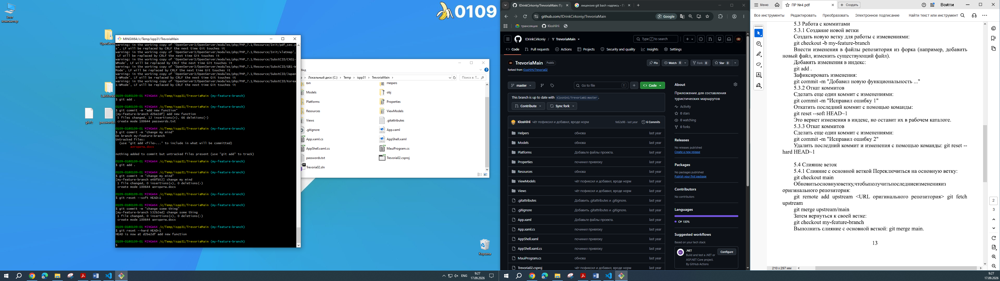 Этот компьютер
0109
OpenServe
LabWork4
git.7z
passwords.t
Корзина
MINGW64:/c/Temp/ispp31/TrevoriaMain
warning: in the working copy of 'OpenServer3/OpenServer/modules/php/PHP_7.1/Resource/Init/pdf_sec.p
s', LF will be replaced by CRLF the next time Git touches it
warning: in the working copy of 'OpenServer3/OpenServer/modules/php/PHP_7.1/Resource/Init/xlatmap',
 LF will be replaced by CRLF the next time Git touches it
warning: in the working copy of 'OpenServer3/OpenServer/modules/php/PHP_7.1/Resource/SubstCID/CNS1-
WMode', LF will be replaced by CRLF the next time Git touches it
warning: in the working copy of 'OpenServer3/OpenServer/modules/php/PHP_7.1/Resource/SubstCID/GB1-W
Mode', LF will be replaced by CRLF the next time Git touches it
warning: in the working copy of 'OpenServer3/OpenServer/modules/php/PHP_7.1/Resource/SubstCID/Japan
1-WMode', LF will be replaced by CRLF the next time Git touches it
warning: in the working copy of 'OpenServer3/OpenServer/modules/php/PHP_7.1/Resource/SubstCID/Korea
1-WMode', LF will be replaced by CRLF the next time Git touches it
0109-01@0109-01 MINGW64 /c/Temp/ispp31/TrevoriaMain (my-feature-branch)
$ git add .
0109-01@0109-01 MINGW64 /c/Temp/ispp31/TrevoriaMain (my-feature-branch)
$ git commit -m "add new function"
[my-feature-branch d2be2df] add new function
 5 files changed, 12 insertions(+), 66 deletions(-)
 create mode 100644 passwords.txt
0109-01@0109-01 MINGW64 /c/Temp/ispp31/TrevoriaMain (my-feature-branch)
$ git commit -m "change my mind"
On branch my-feature-branch
Untracked files:
  (use "git add <file>..." to include in what will be committed)
алгоритм.docx
nothing added to commit but untracked files present (use "git add" to track)
0109-01@0109-01 MINGW64 /c/Temp/ispp31/TrevoriaMain (my-feature-branch)
$ git add .
0109-01@0109-01 MINGW64 /c/Temp/ispp31/TrevoriaMain (my-feature-branch)
$ git commit -m "change my mind"
[my-feature-branch e48fb52] change my mind
 1 file changed, 0 insertions(+), 0 deletions(-)
 create mode 100644 алгоритм.docx
0109-01@0109-01 MINGW64 /c/Temp/ispp31/TrevoriaMain (my-feature-branch)
$ git reset --soft HEAD~1
0109-01@0109-01 MINGW64 /c/Temp/ispp31/TrevoriaMain (my-feature-branch)
$ git commit -m "change some thing"
[my-feature-branch 532b2ed] change some thing
 1 file changed, 0 insertions(+), 0 deletions(-)
 create mode 100644 алгоритм.docx
0109-01@0109-01 MINGW64 /c/Temp/ispp31/TrevoriaMain (my-feature-branch)
$ git reset --hard HEAD~1
HEAD is now at d2be2df add new function
0109-01@0109-01 MINGW64 /c/Temp/ispp31/TrevoriaMain (my-feature-branch)
$
Вид
Локальный диск (C:) > Temp > ispp31 > TrevoriaMain >
Поиск в: T...
bin
Helpers
Models
obj
Platforms
Properties
Resources
ViewModels
Views
.gitattributes
.gitignore
App.xaml
App.xaml.cs
AppShell.xaml
AppShell.xaml.cs
MauiProgram.cs
passwords.txt
Trevoria02.csproj
Trevoria02.sln
ENG
9:27
17.09.2026
IDrinkCirkoniy/TrevoriaMain: Пр
лицензия git bash надпись - П
github.com/IDrinkCirkoniy/TrevoriaMain
Google
трансляция
KlosHiHi
IDrinkCirkoniy / TrevoriaMain
Type / to search
Code
Pull requests
Actions
Projects
Security and quality
Insights
Settings
TrevoriaMain Public
Pin
Watch 0
Fork 0
Star 0
forked from KlosHiHi/Trevoria02
master
Go to file
T
Code
This branch is up to date with KlosHiHi/Trevoria02:master .
Contribute
Sync fork
KlosHiHi чёт пофиксил и добавил, вроде норм
fe62a98 · last year
6 Commits
Helpers обнова last year
Models обнова last year
Platforms Добавьте файлы проекта. last year
Properties починил привязку last year
Resources обнова last year
ViewModels чёт пофиксил и добавил, вроде норм last year
Views чёт пофиксил и добавил, вроде норм last year
.gitattributes Добавить .gitattributes и .gitignore. last year
.gitignore Добавить .gitattributes и .gitignore. last year
App.xaml Добавьте файлы проекта. last year
App.xaml.cs починил привязку last year
AppShell.xaml починил привязку last year
AppShell.xaml.cs починил привязку last year
MauiProgram.cs обнова last year
Trevoria02.csproj чёт пофиксил и добавил, вроде норм last year
About
Приложение для составления
туристических маршрутов
Activity
0 stars
0 watching
0 forks
Releases
No releases published
Create a new release
Packages
No packages published
Publish your first package
Contributors
No contributors
Languages
C# 100%
Suggested workflows
Based on your tech stack
.NET
Configure
Build and test a .NET or
ASP.NET Core project.
By GitHub Actions
Меню
ПР №4.pdf
Создать
Войти
Все инструменты
Редактировать
Преобразовать
Электронное подписание
Найти текст или инструмент
5.3 Работа с коммитами
5.3.1 Создание новой ветки
Создать новую ветку для работы с изменениями:
git checkout -b my-feature-branch
Внести изменения в файлы репозитория из форка (например, добавить
новый файл, изменить существующий файл).
Добавить изменения в индекс:
git add .
Зафиксировать изменения:
git commit -m "Добавил новую функциональность ..."
5.3.2 Откат коммитов
Сделать еще один коммит с изменениями:
git commit -m "Исправил ошибку 1"
Откатить последний коммит с помощью команды:
git reset --soft HEAD~1
Это вернет изменения в индекс, но оставит их в рабочем каталоге.
5.3.3 Откат коммитов
Сделать еще один коммит с изменениями:
git commit -m "Исправил ошибку 2"
Удалить последний коммит и изменения с помощью команды: git reset --
hard HEAD~1
5.4 Слияние веток
5.4.1 Слияние с основной веткой Переключиться на основную ветку:
git checkout main
Обновитьосновнуюветку,чтобыполучитьпоследниеизмененияиз
оригинального репозитория:
git remote add upstream <URL оригинального репозитория> git fetch
upstream
git merge upstream/main
Затем вернуться к своей ветке:
git checkout my-feature-branch
Выполнить слияние с основной веткой: git merge main.
13
2
3
210 x 297 мм
9:27
17.09.2026